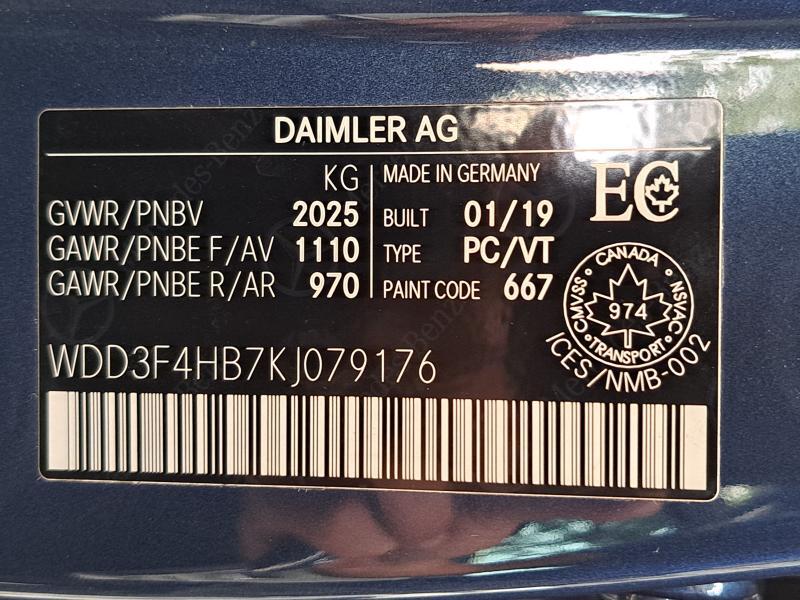 DAIMLER AG
KG
GVWR/PNBV 2025
GAWR/PNBE F/AV 1110
GAWR/PNBE R/AR 970
MADE IN GERMANY
BUILT 01/19
TYPE PC/VT
PAINT CODE 667
EC
CANADA
CMVSS
NSVAC
974
TRANSPORT
ICES/NMB-002
WDD3F4HB7KJ079176